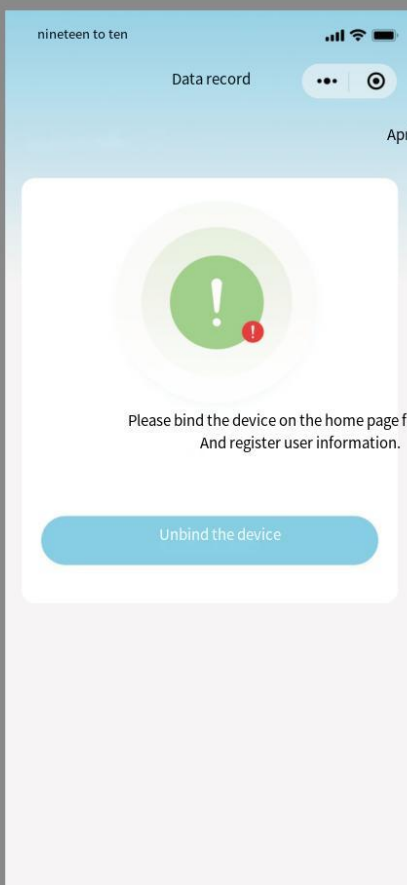 nineteen to ten
Data record
Apr
Please bind the device on the home page f
And register user information.
Unbind the device